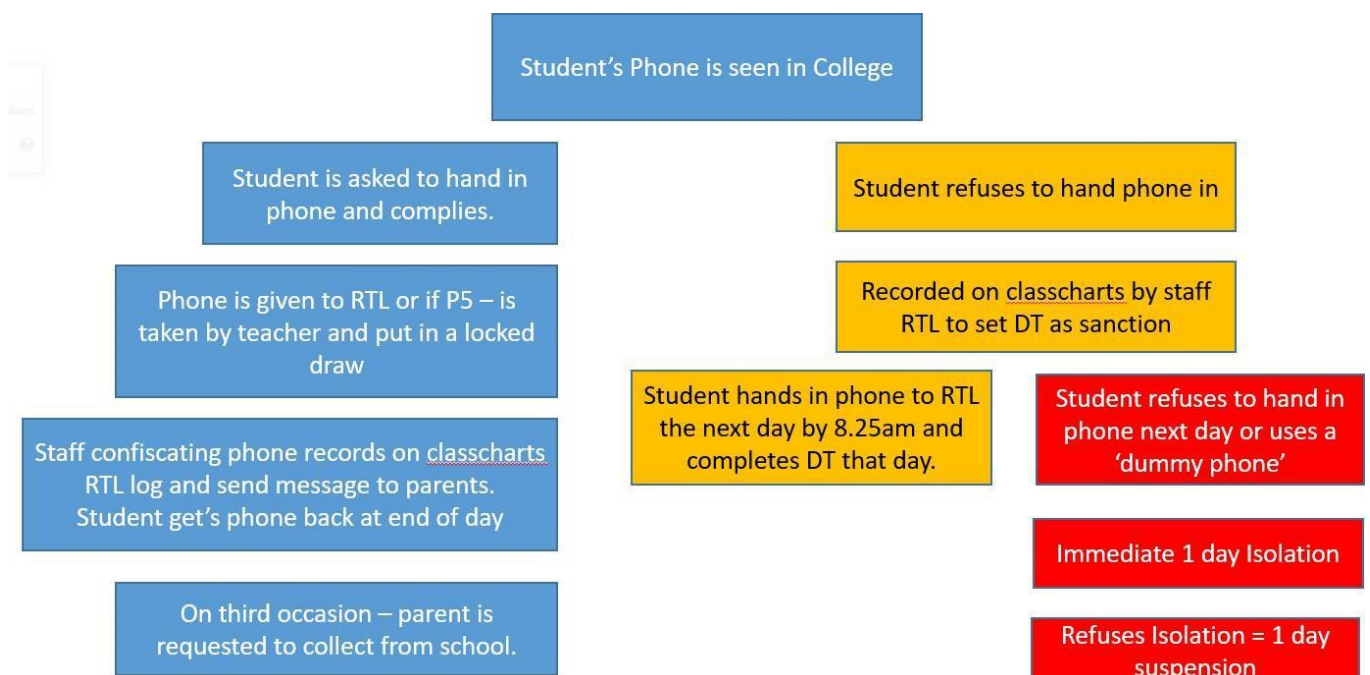 Student's Phone is seen in College
Student is asked to hand in
phone and complies.
Phone is given to RTL or if P5 – is
taken by teacher and put in a locked
draw
Staff confiscating phone records on classcharts
RTL log and send message to parents.
Student get's phone back at end of day
On third occasion – parent is
requested to collect from school.
Student refuses to hand phone in
Recorded on classcharts by staff
RTL to set DT as sanction
Student hands in phone to RTL
the next day by 8.25am and
completes DT that day.
Student refuses to hand in
phone next day or uses a
‘dummy phone’
Immediate 1 day Isolation
Refuses Isolation = 1 day
suspension